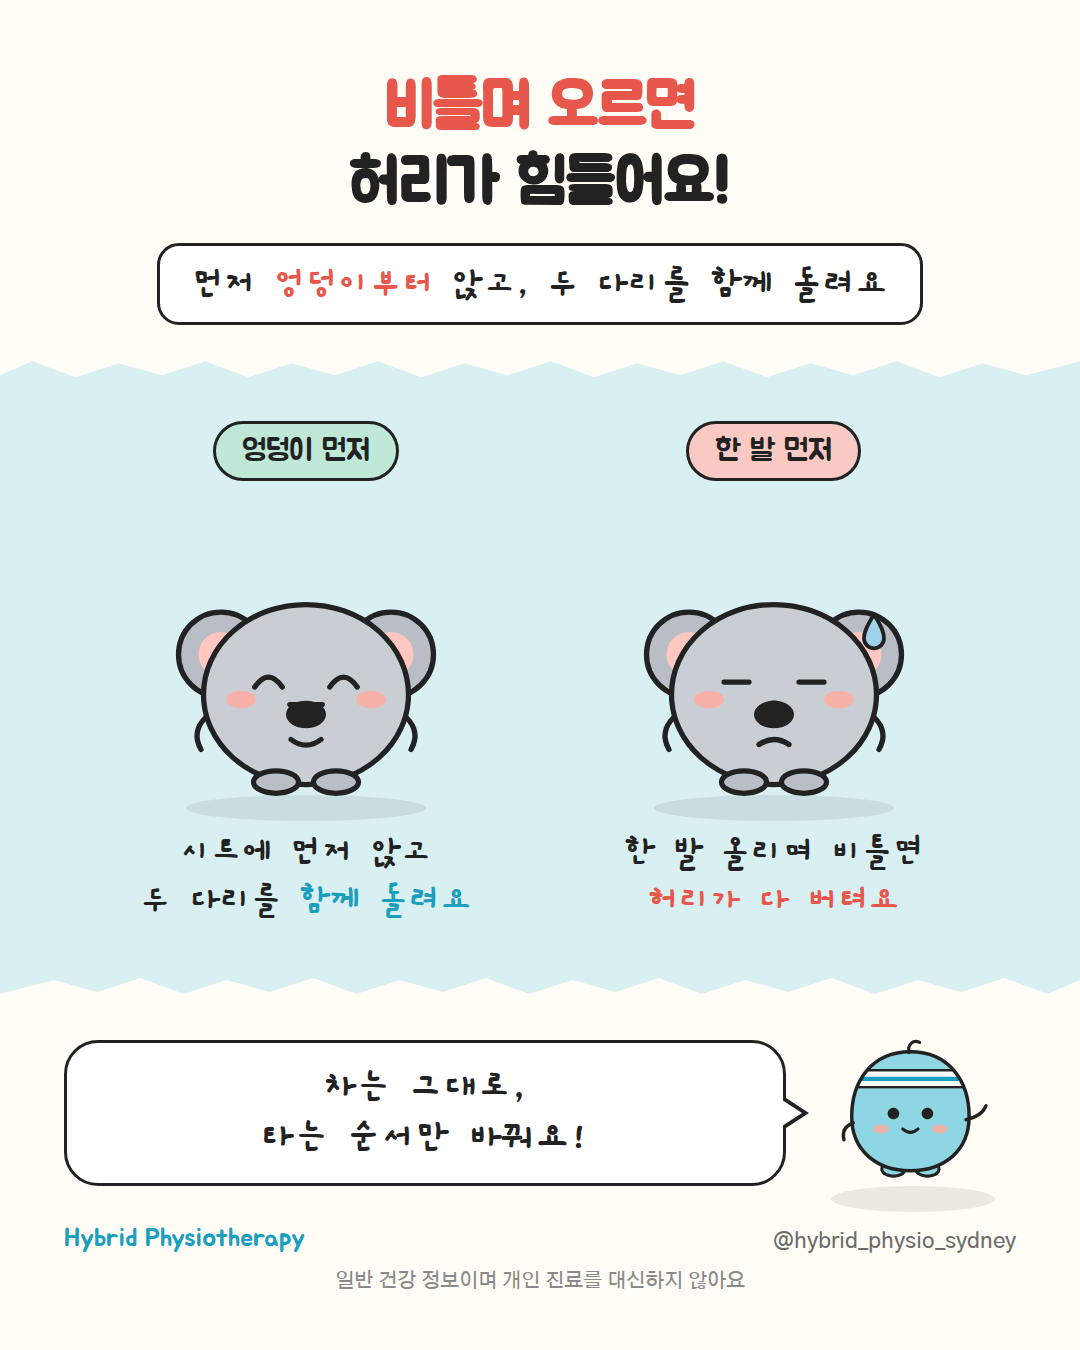 비틀며 오르면
허리가 힘들어요!
먼저 엉덩이부터 앉고, 두 다리를 함께 돌려요
엉덩이 먼저
한 발 먼저
시트에 먼저 앉고
두 다리를 함께 돌려요
한 발 올리며 비틀면
허리가 다 버텨요
차는 그대로,
타는 순서만 바꿔요!
Hybrid Physiotherapy
@hybrid_physio_sydney
일반 건강 정보이며 개인 진료를 대신하지 않아요